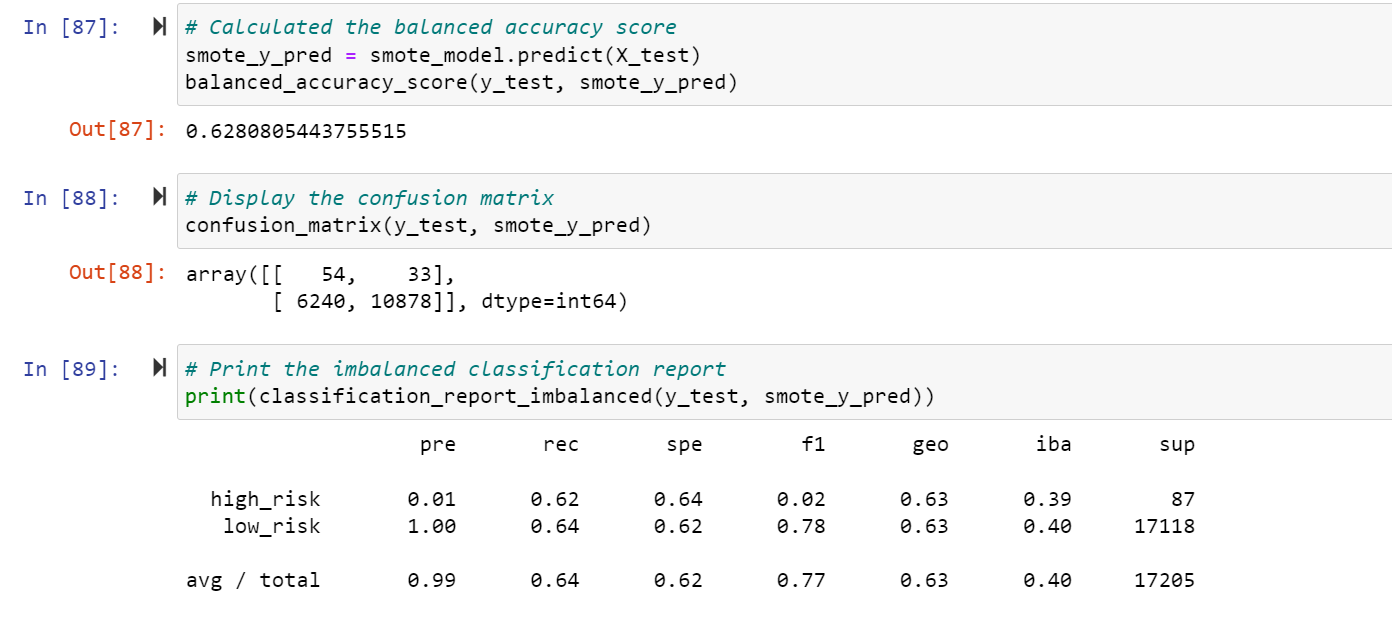 In [87]: # Calculated the balanced accuracy score
smote_y_pred = smote_model.predict(X_test)
balanced_accuracy_score(y_test, smote_y_pred)
Out[87]: 0.6280805443755515
In [88]: # Display the confusion matrix
confusion_matrix(y_test, smote_y_pred)
Out[88]: array([[   54,    33],
       [ 6240, 10878]], dtype=int64)
In [89]: # Print the imbalanced classification report
print(classification_report_imbalanced(y_test, smote_y_pred))
pre rec spe f1 geo iba sup
high_risk 0.01 0.62 0.64 0.02 0.63 0.39 87
low_risk 1.00 0.64 0.62 0.78 0.63 0.40 17118
avg / total 0.99 0.64 0.62 0.77 0.63 0.40 17205